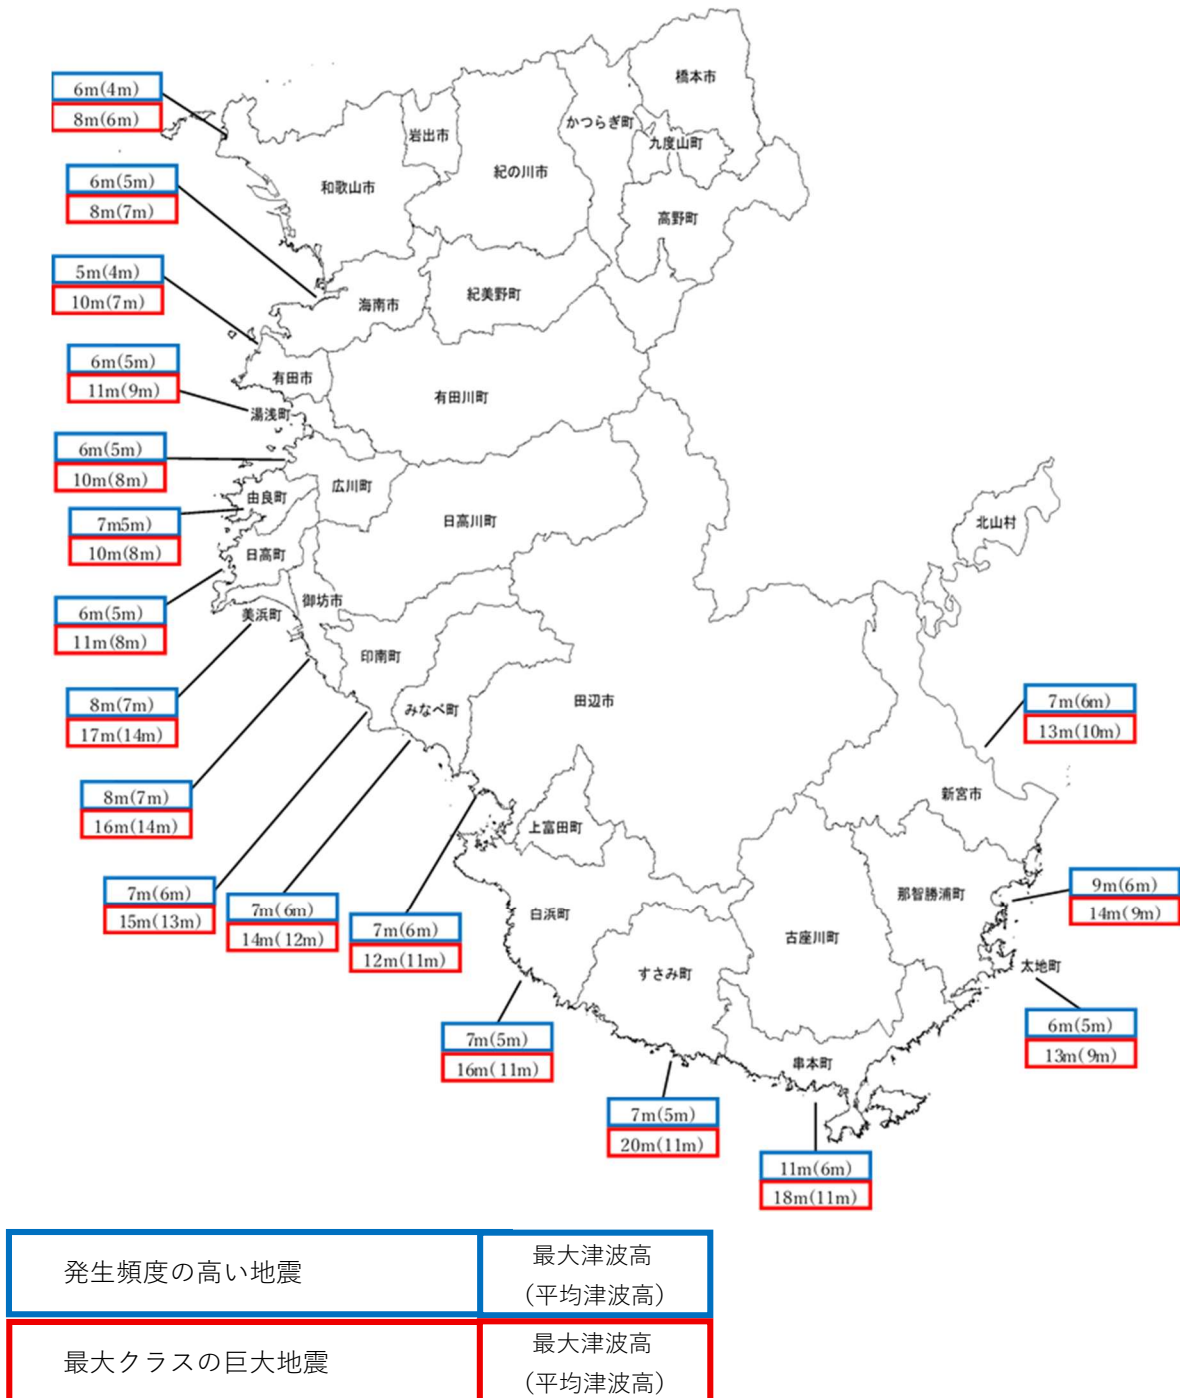 橋本市
6m(4m)
8m(6m)
かつらぎ町
岩出市
九度山町
紀の川市
6m(5m)
8m(7m)
和歌山市
高野町
5m(4m)
10m(7m)
海南市
紀美野町
6m(5m)
11m(9m)
有田市
有田川町
湯浅町
6m(5m)
10m(8m)
広川町
由良町
7m5m)
10m(8m)
日高川町
北山村
日高町
御坊市
6m(5m)
11m(8m)
美浜町
印南町
8m(7m)
17m(14m)
みなべ町
田辺市
7m(6m)
13m(10m)
8m(7m)
16m(14m)
新宮市
上富田町
7m(6m)
15m(13m)
7m(6m)
14m(12m)
7m(6m)
12m(11m)
白浜町
那智勝浦町
9m(6m)
14m(9m)
古座川町
すさみ町
太地町
6m(5m)
13m(9m)
7m(5m)
16m(11m)
串本町
7m(5m)
20m(11m)
11m(6m)
18m(11m)
発生頻度の高い地震
最大津波高
（平均津波高）
最大クラスの巨大地震
最大津波高
（平均津波高）